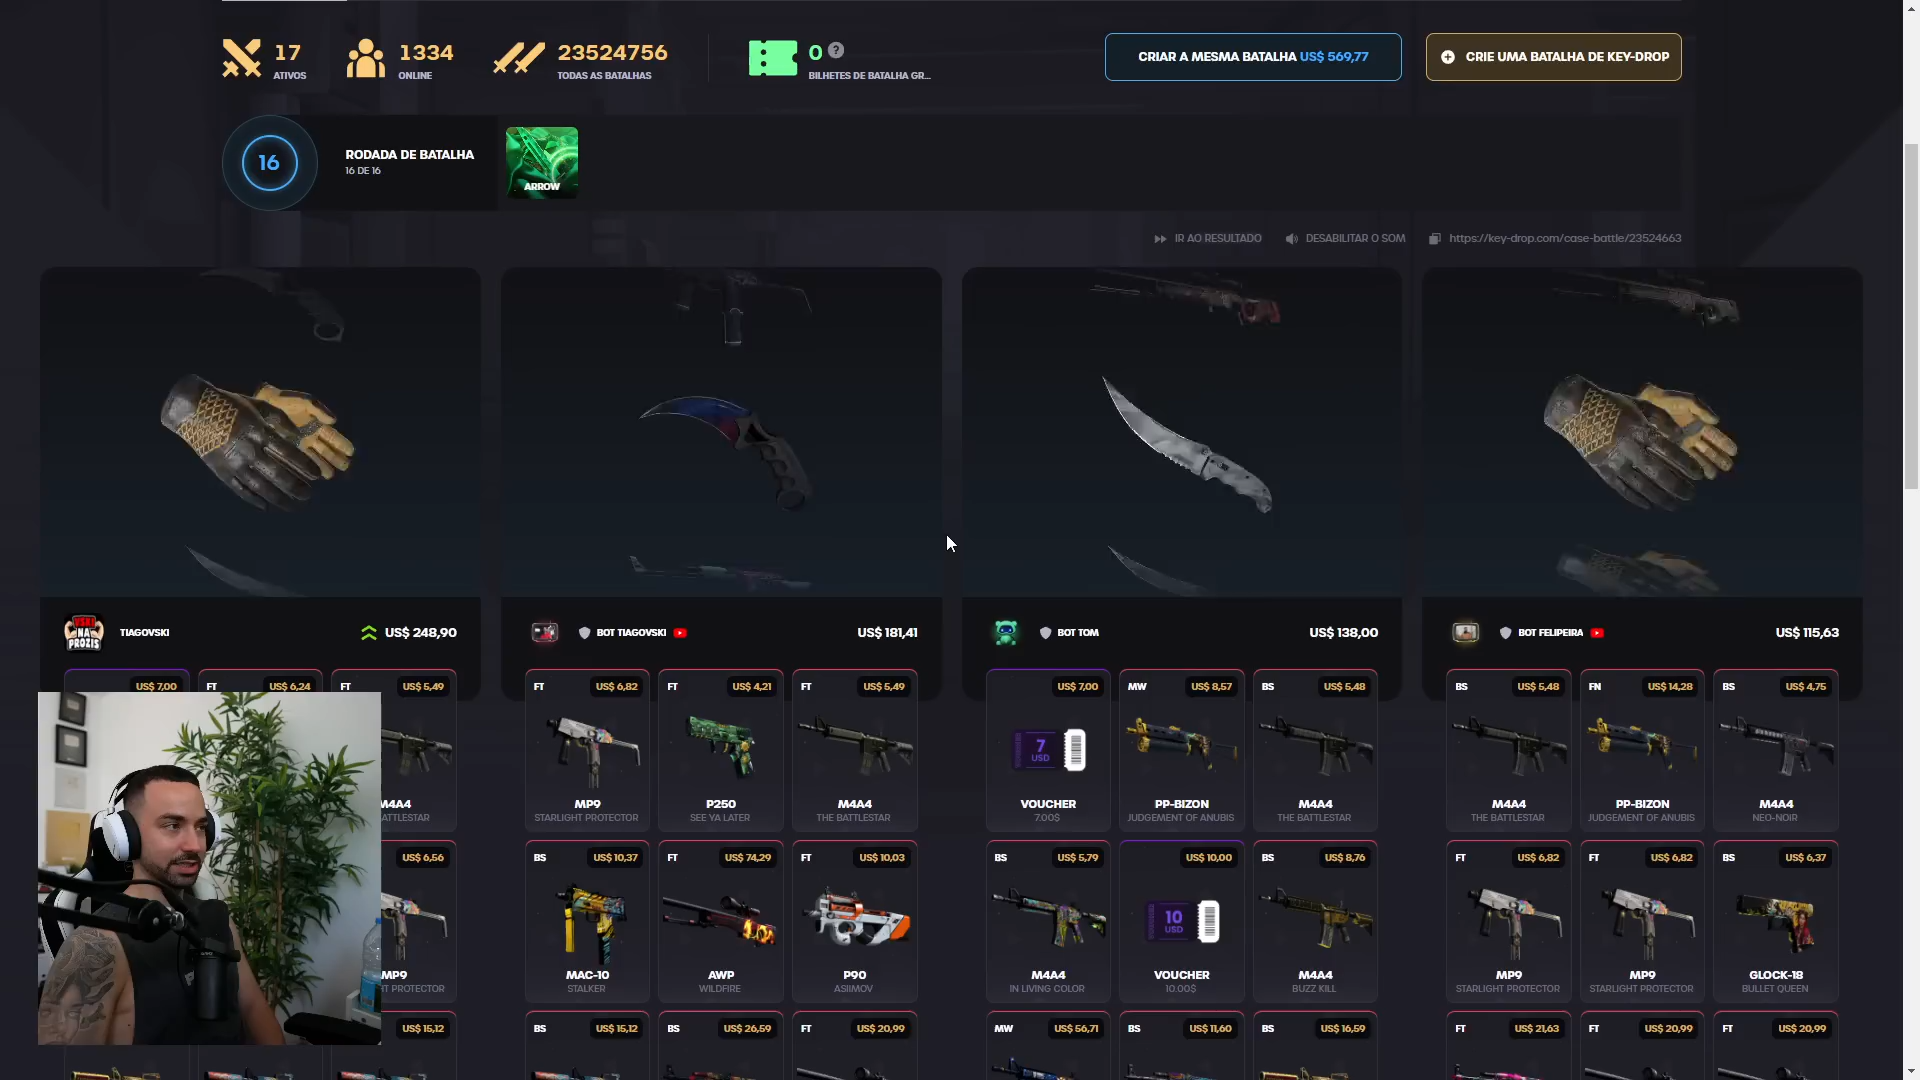 17
ATIVOS
1334
ONLINE
23524756
TODAS AS BATALHAS
0 ?
BILHETES DE BATALHA GR...
CRIAR A MESMA BATALHA US$ 569,77
CRIE UMA BATALHA DE KEY-DROP
16
RODADA DE BATALHA
16 DE 16
ARROW
IR AO RESULTADO
DESABILITAR O SOM
https://key-drop.com/case-battle/23524663
USKI
NA
PROZIS
TIAGOVSKI
US$ 248,90
BOT TIAGOVSKI
US$ 181,41
BOT TOM
US$ 138,00
BOT FELIPEIRA
US$ 115,63
US$ 7,00
FT US$ 6,24
FT US$ 5,49
FT US$ 6,82
FT US$ 4,21
FT US$ 5,49
US$ 7,00
MW US$ 8,57
BS US$ 5,48
BS US$ 5,48
FN US$ 14,28
BS US$ 4,75
7
USD
M4A4
MP9
P250
M4A4
VOUCHER
PP-BIZON
M4A4
M4A4
PP-BIZON
M4A4
ATTLESTAR
STARLIGHT PROTECTOR
SEE YA LATER
THE BATTLESTAR
7.00$
JUDGEMENT OF ANUBIS
THE BATTLESTAR
THE BATTLESTAR
JUDGEMENT OF ANUBIS
NEO-NOIR
US$ 6,56
BS US$ 10,37
FT US$ 74,29
FT US$ 10,03
BS US$ 5,79
US$ 10,00
BS US$ 8,76
FT US$ 6,82
FT US$ 6,82
BS US$ 6,37
10
USD
MP9
MAC-10
AWP
P90
M4A4
VOUCHER
M4A4
MP9
MP9
GLOCK-18
HT PROTECTOR
STALKER
WILDFIRE
ASIIMOV
IN LIVING COLOR
10.00$
BUZZ KILL
STARLIGHT PROTECTOR
STARLIGHT PROTECTOR
BULLET QUEEN
US$ 15,12
BS US$ 15,12
BS US$ 26,59
FT US$ 20,99
MW US$ 56,71
BS US$ 11,60
BS US$ 16,59
FT US$ 21,63
FT US$ 20,99
FT US$ 20,99